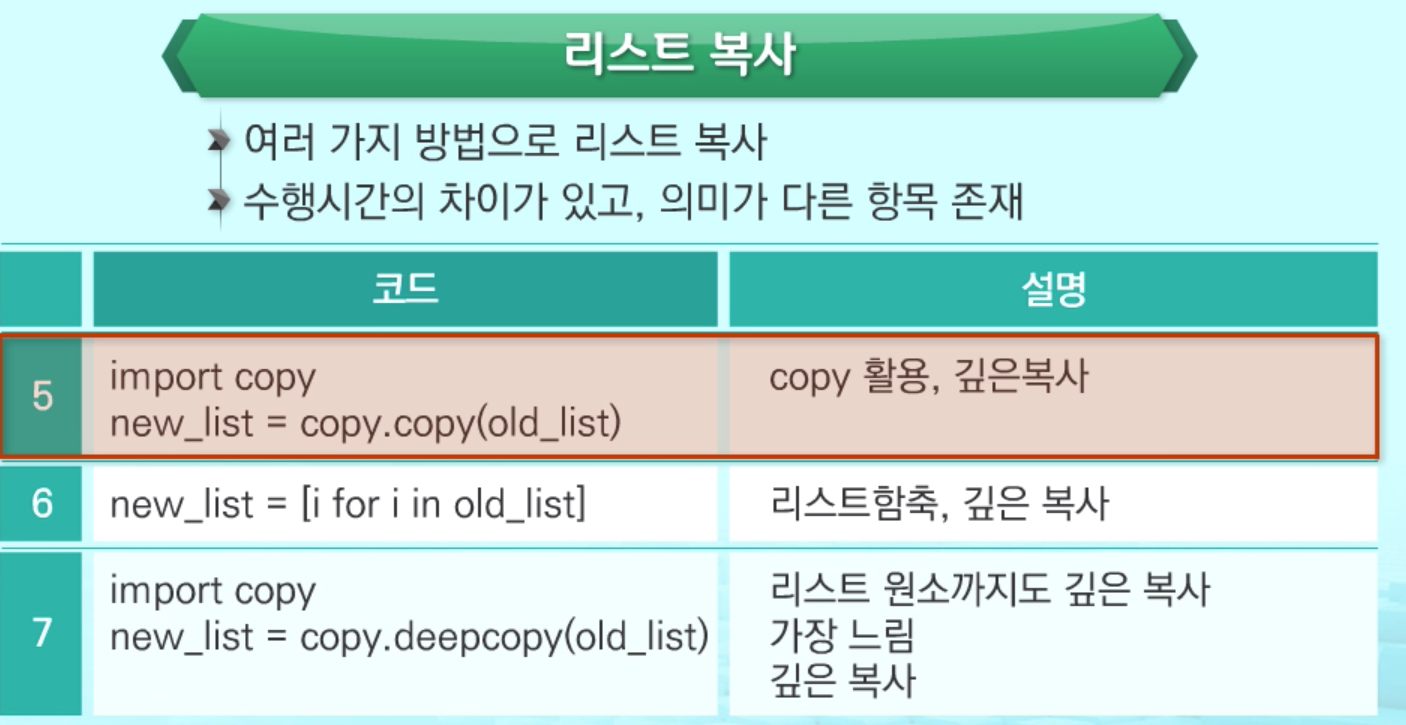 리스트 복사
여러 가지 방법으로 리스트 복사
수행시간의 차이가 있고, 의미가 다른 항목 존재
코드 설명
5
import copy
new_list = copy.copy(old_list)
copy 활용, 깊은복사
6
new_list = [i for i in old_list]
리스트함축, 깊은 복사
7
import copy
new_list = copy.deepcopy(old_list)
리스트 원소까지도 깊은 복사
가장 느림
깊은 복사